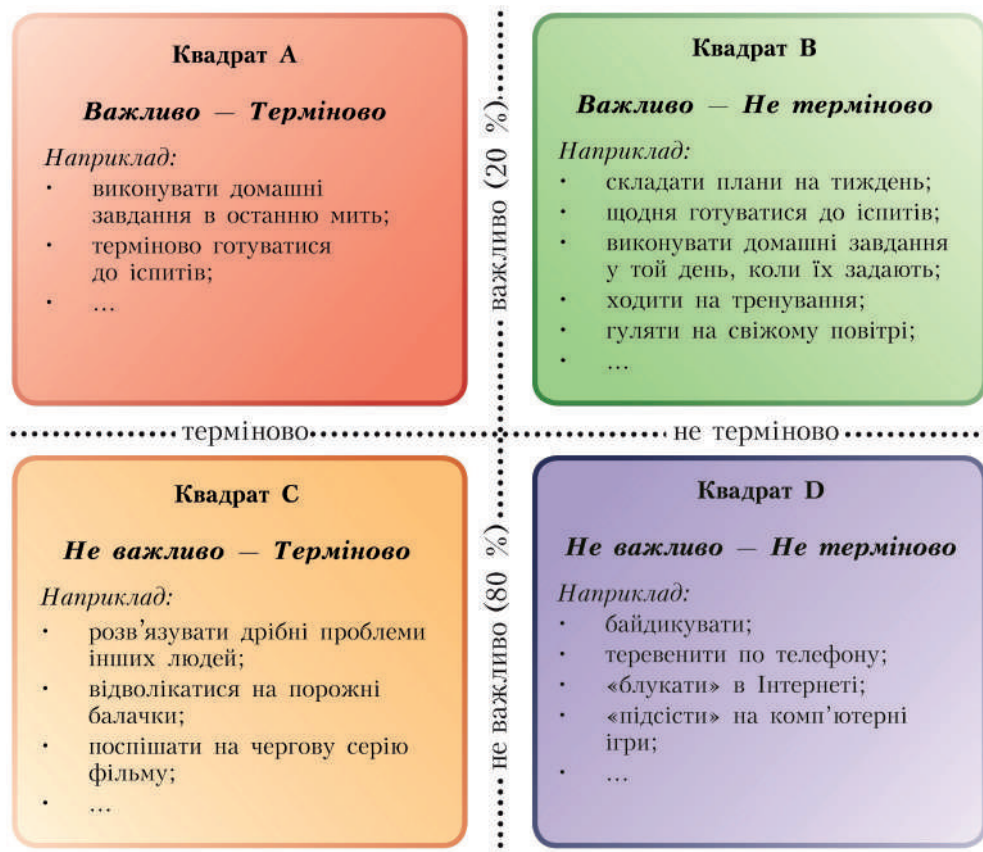 Квадрат A
Важливо — Терміново
Наприклад:
· виконувати домашні
завдання в останню мить;
· терміново готуватися
до іспитів;
· ...
важливо (20 %)
Квадрат B
Важливо — Не терміново
Наприклад:
· складати плани на тиждень;
· щодня готуватися до іспитів;
· виконувати домашні завдання
у той день, коли їх задають;
· ходити на тренування;
· гуляти на свіжому повітрі;
· ...
терміново
не терміново
Квадрат C
Не важливо — Терміново
Наприклад:
· розв’язувати дрібні проблеми
інших людей;
· відволікатися на порожні
балачки;
· поспішати на чергову серію
фільму;
· ...
не важливо (80 %)
Квадрат D
Не важливо — Не терміново
Наприклад:
· байдикувати;
· теревенити по телефону;
· «блукати» в Інтернеті;
· «підсісти» на комп’ютерні
ігри;
· ...